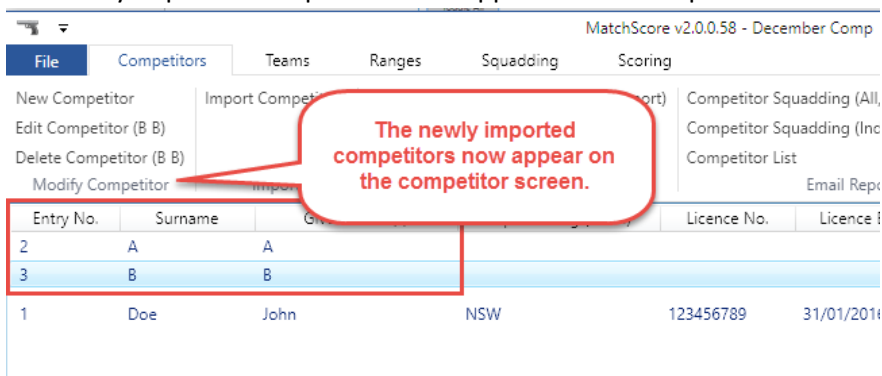 MatchScore v2.0.0.58 - December Comp
File Competitors Teams Ranges Squadding Scoring
New Competitor Import Competi ort) Competitor Squadding (All,
Edit Competitor (B B) Competitor Squadding (Inc
Delete Competitor (B B) Competitor List
Modify Competitor Email Repo
The newly imported
competitors now appear on
the competitor screen.
Entry No. Surname Licence No. Licence E
2 A A
3 B B
1 Doe John NSW 123456789 31/01/2016